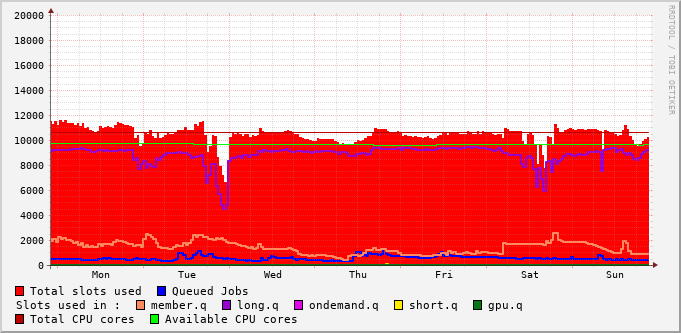 20000
18000
16000
14000
12000
10000
8000
6000
4000
2000
0
Mon Tue Wed Thu Fri Sat Sun
Total slots used Queued Jobs
Slots used in : member.q long.q ondemand.q short.q gpu.q
Total CPU cores Available CPU cores
RRDTOOL / TOBI OETIKER